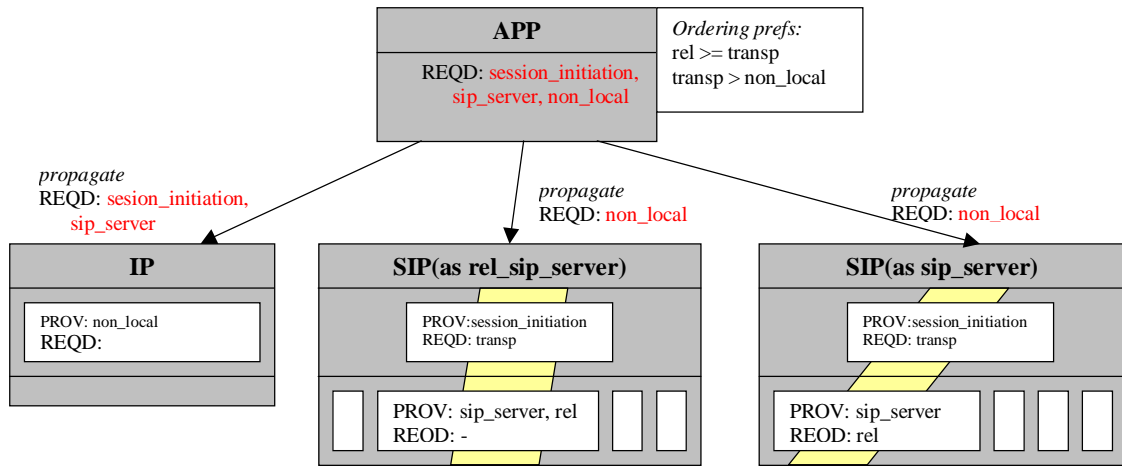 APP
REQD: session_initiation,
sip_server, non_local
Ordering prefs:
rel >= transp
transp > non_local
propagate
REQD: sesion_initiation,
sip_server
propagate
REQD: non_local
propagate
REQD: non_local
IP
PROV: non_local
REQD:
SIP(as rel_sip_server)
PROV:session_initiation
REQD: transp
PROV: sip_server, rel
REOD: -
SIP(as sip_server)
PROV:session_initiation
REQD: transp
PROV: sip_server
REOD: rel